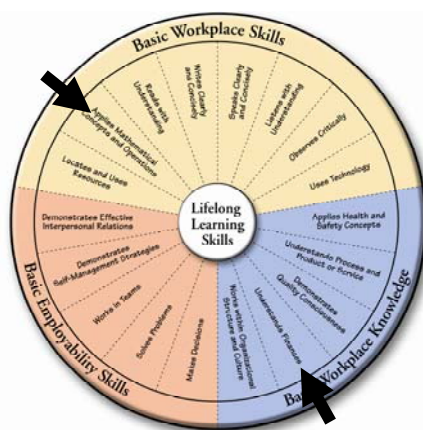 Basic Workplace Skills
Locates and Uses
Resources
Applies Mathematical
Concepts and Operations
Reads with
Understanding
Writes Clearly
and Concisely
Speaks Clearly
and Concisely
Listens with
Understanding
Observes Critically
Uses Technology
Lifelong
Learning
Skills
Applies Health and
Safety Concepts
Understands Process and
Product or Service
Demonstrates
Quality Consciousness
Understands Finances
Works within Organizational
Structure and Culture
Basic Workplace Knowledge
Makes Decisions
Solves Problems
Works in Teams
Demonstrates
Self-Management Strategies
Demonstrates Effective
Interpersonal Relations
Basic Employability Skills